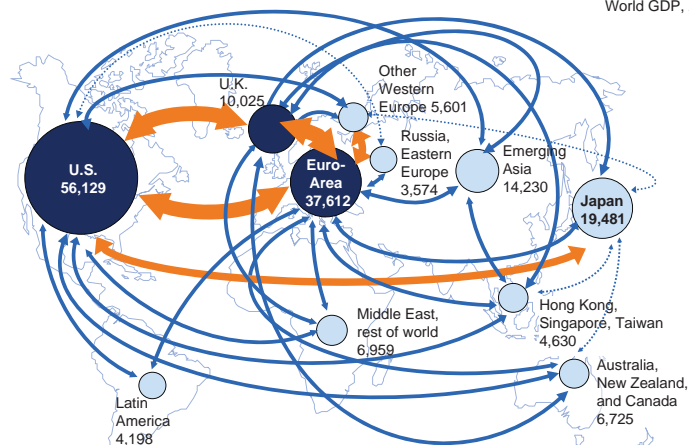 World GDP,
U.K.
10,025
Other
Western
Europe 5,601
Russia,
Eastern
Europe
3,574
Emerging
Asia
14,230
U.S.
56,129
Euro-
Area
37,612
Japan
19,481
Hong Kong,
Singapore, Taiwan
4,630
Middle East,
rest of world
6,959
Australia,
New Zealand,
and Canada
6,725
Latin
America
4,198